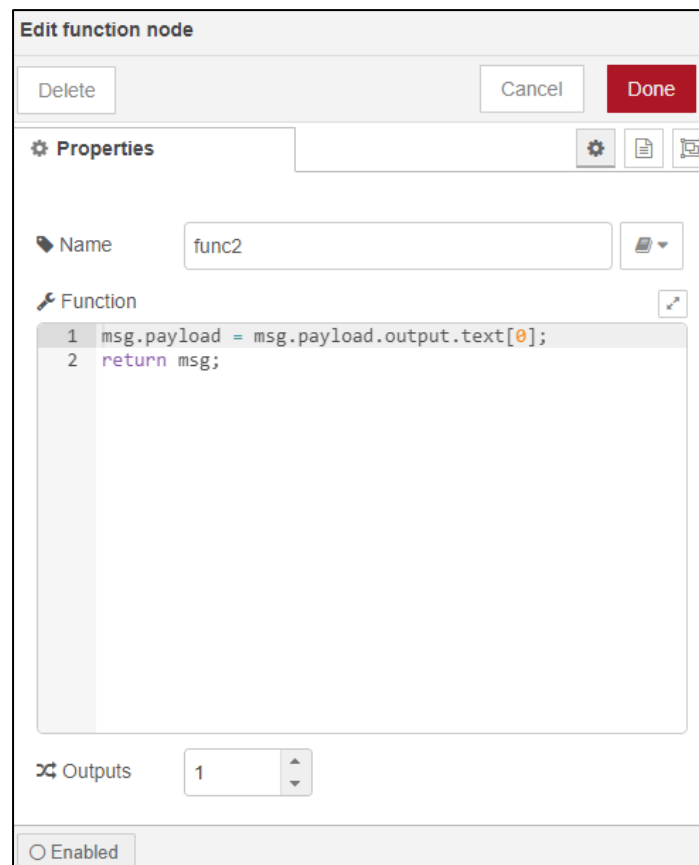 Edit function node
Delete
Cancel
Done
Properties
Name
func2
Function
1 msg.payload = msg.payload.output.text[0];
2 return msg;
Outputs
1
Enabled